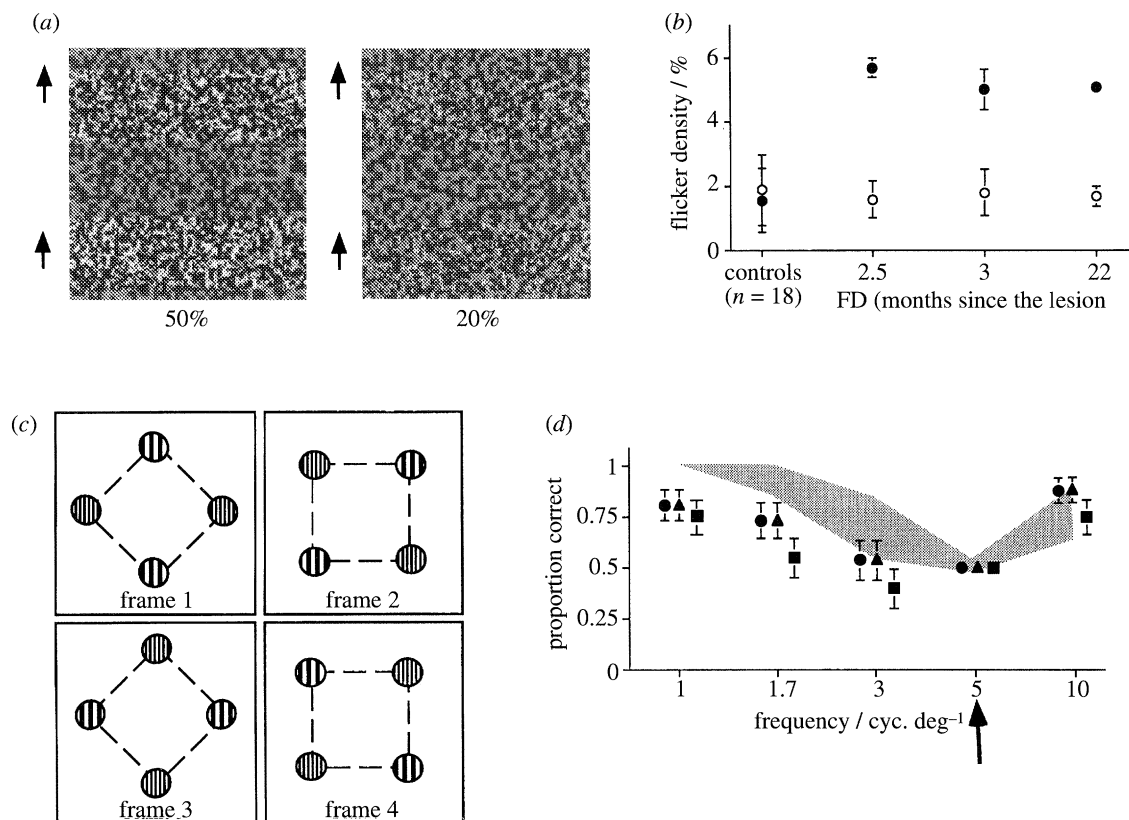 (a)
50%
20%
(b)
flicker density / %
6
4
2
0
controls
(n = 18)
2.5
3
22
FD (months since the lesion
(c)
frame 1
frame 2
frame 3
frame 4
(d)
proportion correct
1
0.75
0.5
0.25
0
1
1.7
3
5
10
frequency / cyc. deg⁻¹